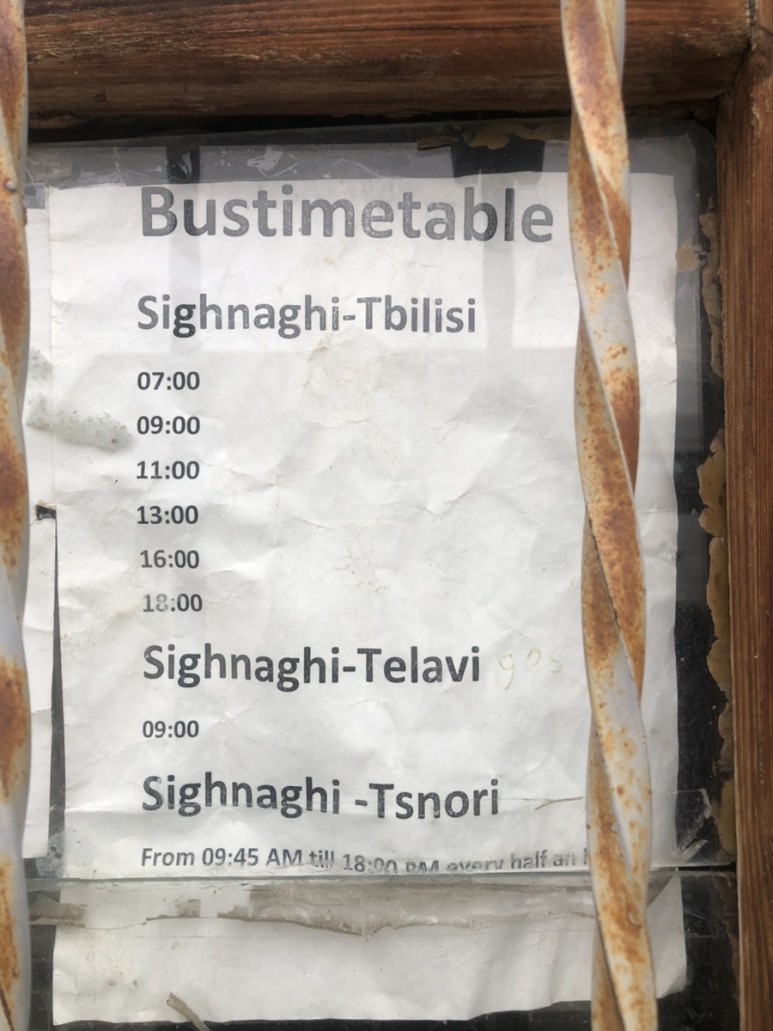 Bustimetable
Sighnaghi-Tbilisi
07:00
09:00
11:00
13:00
16:00
18:00
Sighnaghi-Telavi
09:00
Sighnaghi -Tsnori
From 09:45 AM till 18:00 PM every half an